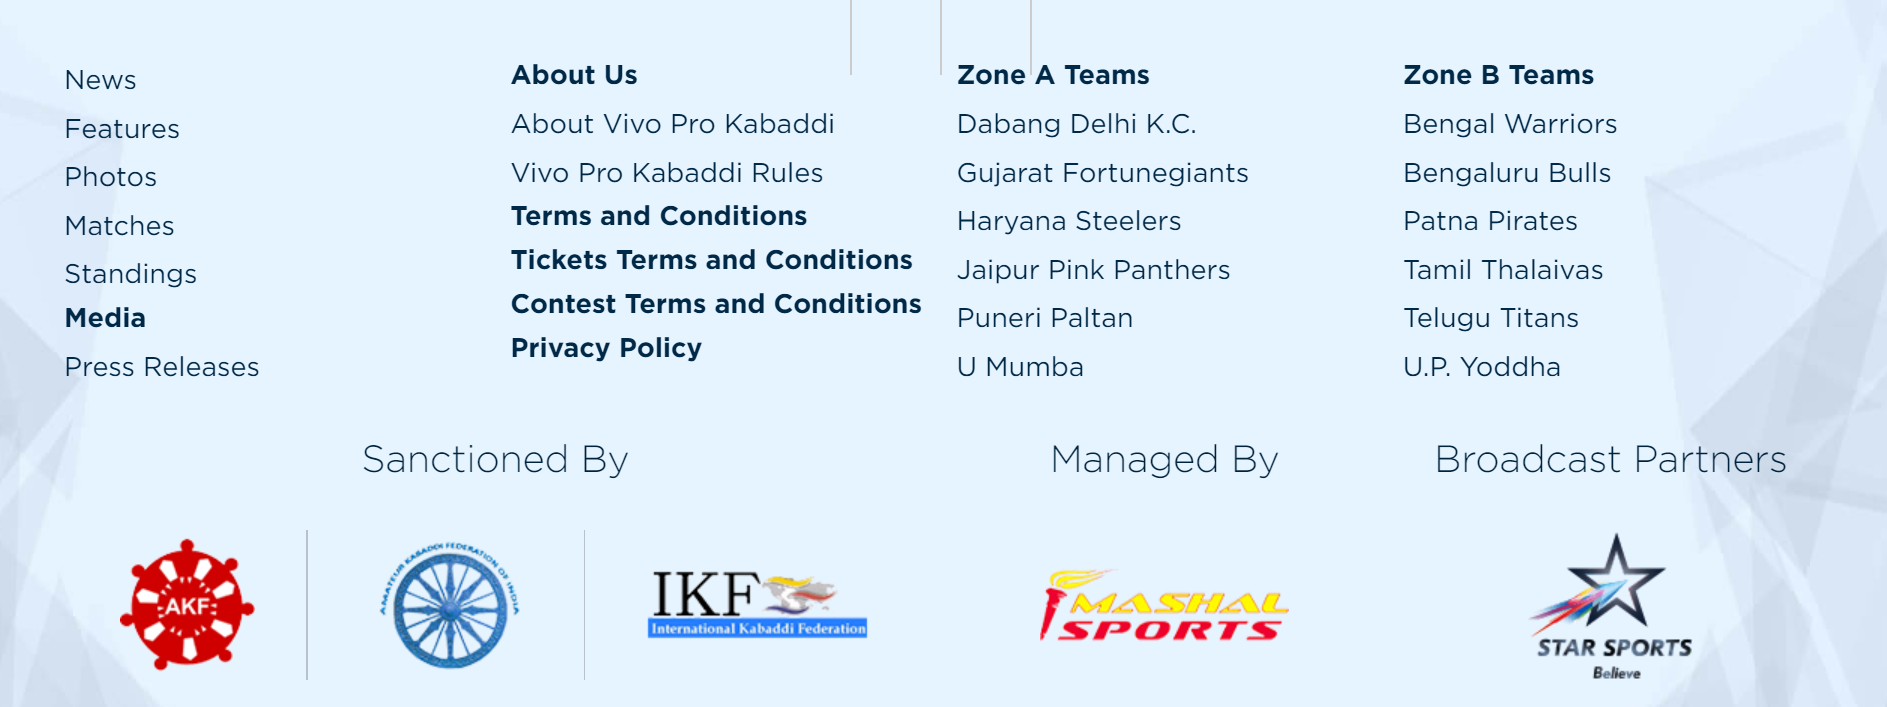 News
Features
Photos
Matches
Standings
Media
Press Releases
About Us
About Vivo Pro Kabaddi
Vivo Pro Kabaddi Rules
Terms and Conditions
Tickets Terms and Conditions
Contest Terms and Conditions
Privacy Policy
Zone A Teams
Dabang Delhi K.C.
Gujarat Fortunegiants
Haryana Steelers
Jaipur Pink Panthers
Puneri Paltan
U Mumba
Zone B Teams
Bengal Warriors
Bengaluru Bulls
Patna Pirates
Tamil Thalaivas
Telugu Titans
U.P. Yoddha
Sanctioned By
AKF
AMATEUR KABADDI FEDERATION OF INDIA
IKF
International Kabaddi Federation
Managed By
MASHAL
SPORTS
Broadcast Partners
STAR SPORTS
Believe